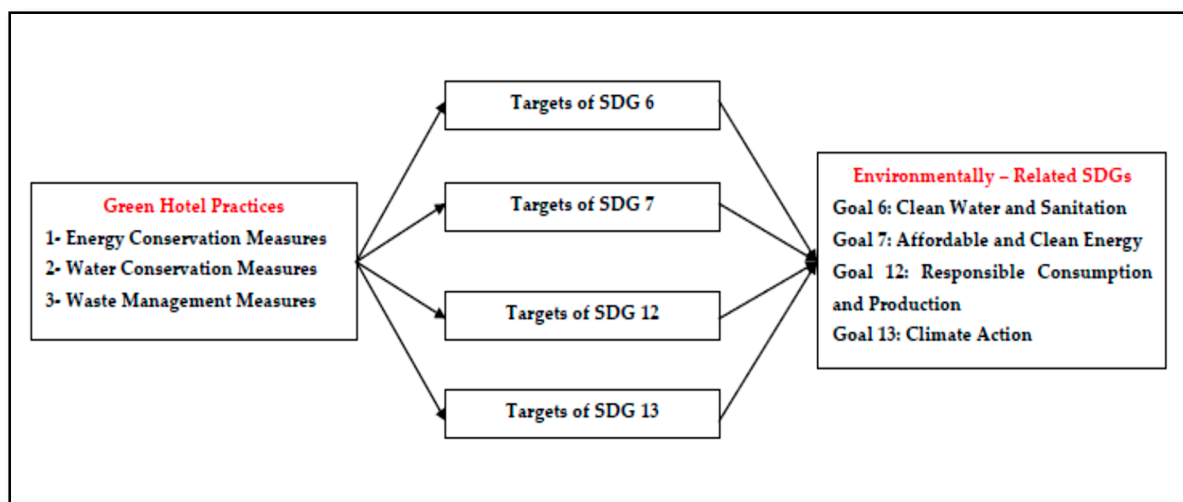 Green Hotel Practices
1- Energy Conservation Measures
2- Water Conservation Measures
3- Waste Management Measures
Targets of SDG 6
Targets of SDG 7
Targets of SDG 12
Targets of SDG 13
Environmentally – Related SDGs
Goal 6: Clean Water and Sanitation
Goal 7: Affordable and Clean Energy
Goal 12: Responsible Consumption
and Production
Goal 13: Climate Action